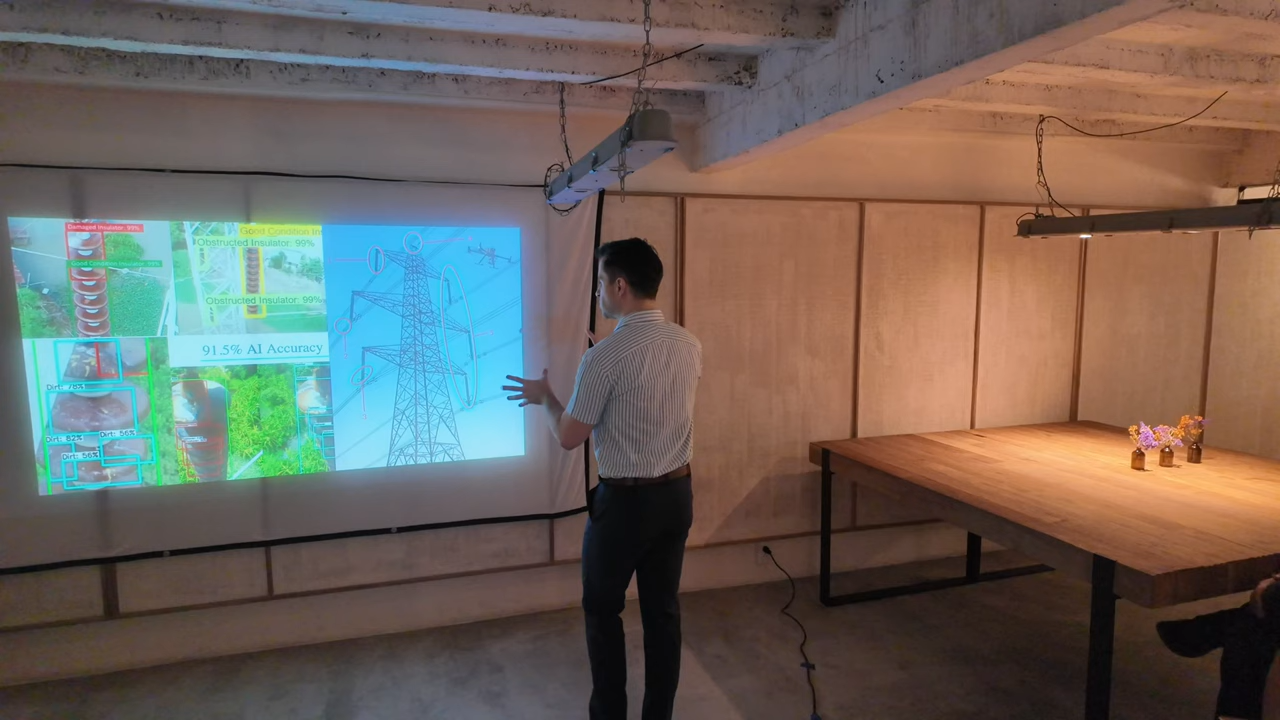 Damaged Insulator: 99%
Good Condition Insulator: 99%
Good Condition In
Obstructed Insulator: 99%
Obstructed Insulator: 99%
91.5% AI Accuracy
Dirt: 78%
Dirt: 82%
Dirt: 56%
Dirt: 56%